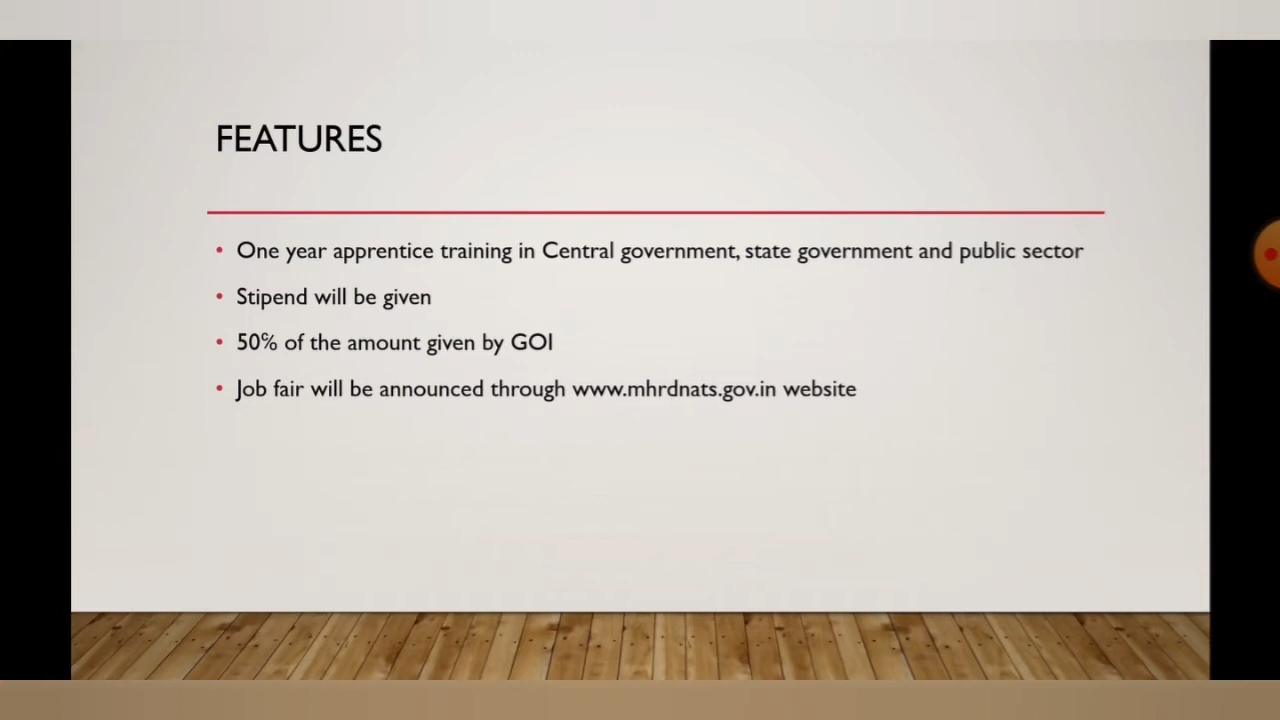 FEATURES
• One year apprentice training in Central government, state government and public sector
• Stipend will be given
• 50% of the amount given by GOI
• Job fair will be announced through www.mhrdnats.gov.in website